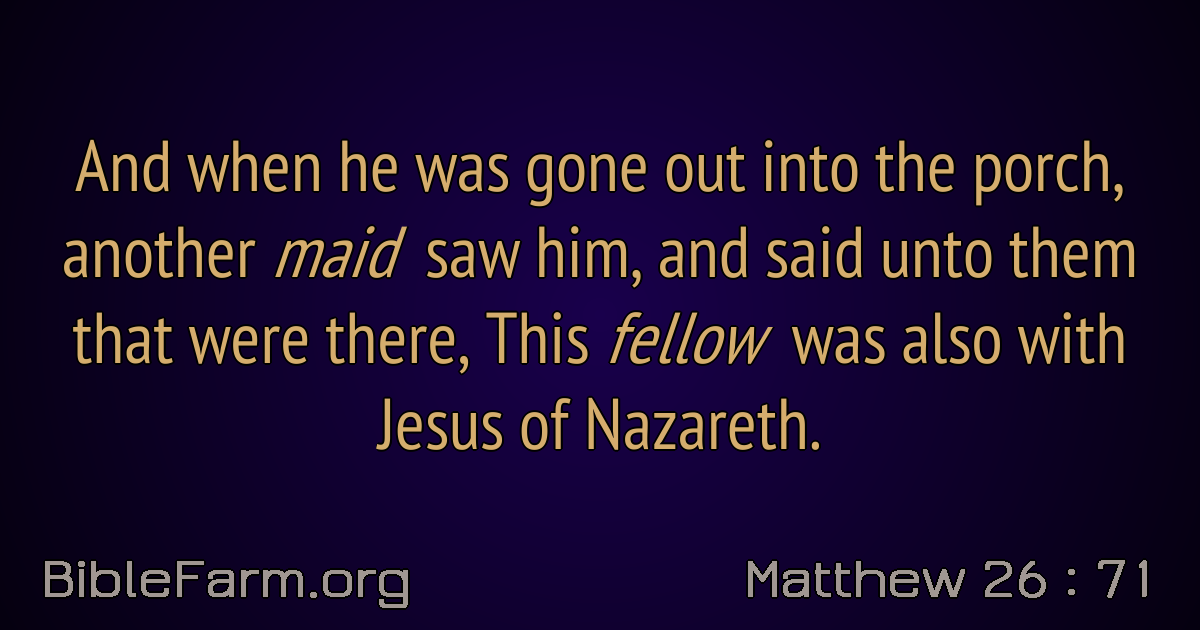 And when he was gone out into the porch,
another maid saw him, and said unto them
that were there, This fellow was also with
Jesus of Nazareth.
BibleFarm.org
Matthew 26 : 71